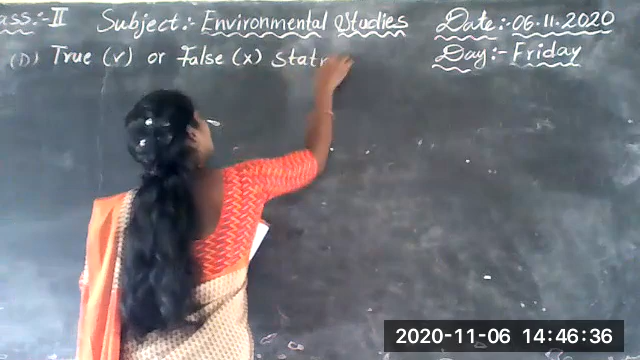 ass:- II Subject:- Environmental Studies Date:- 06.11.2020
(D) True (v) or false (x) Stat Day:- Friday
2020-11-06 14:46:36